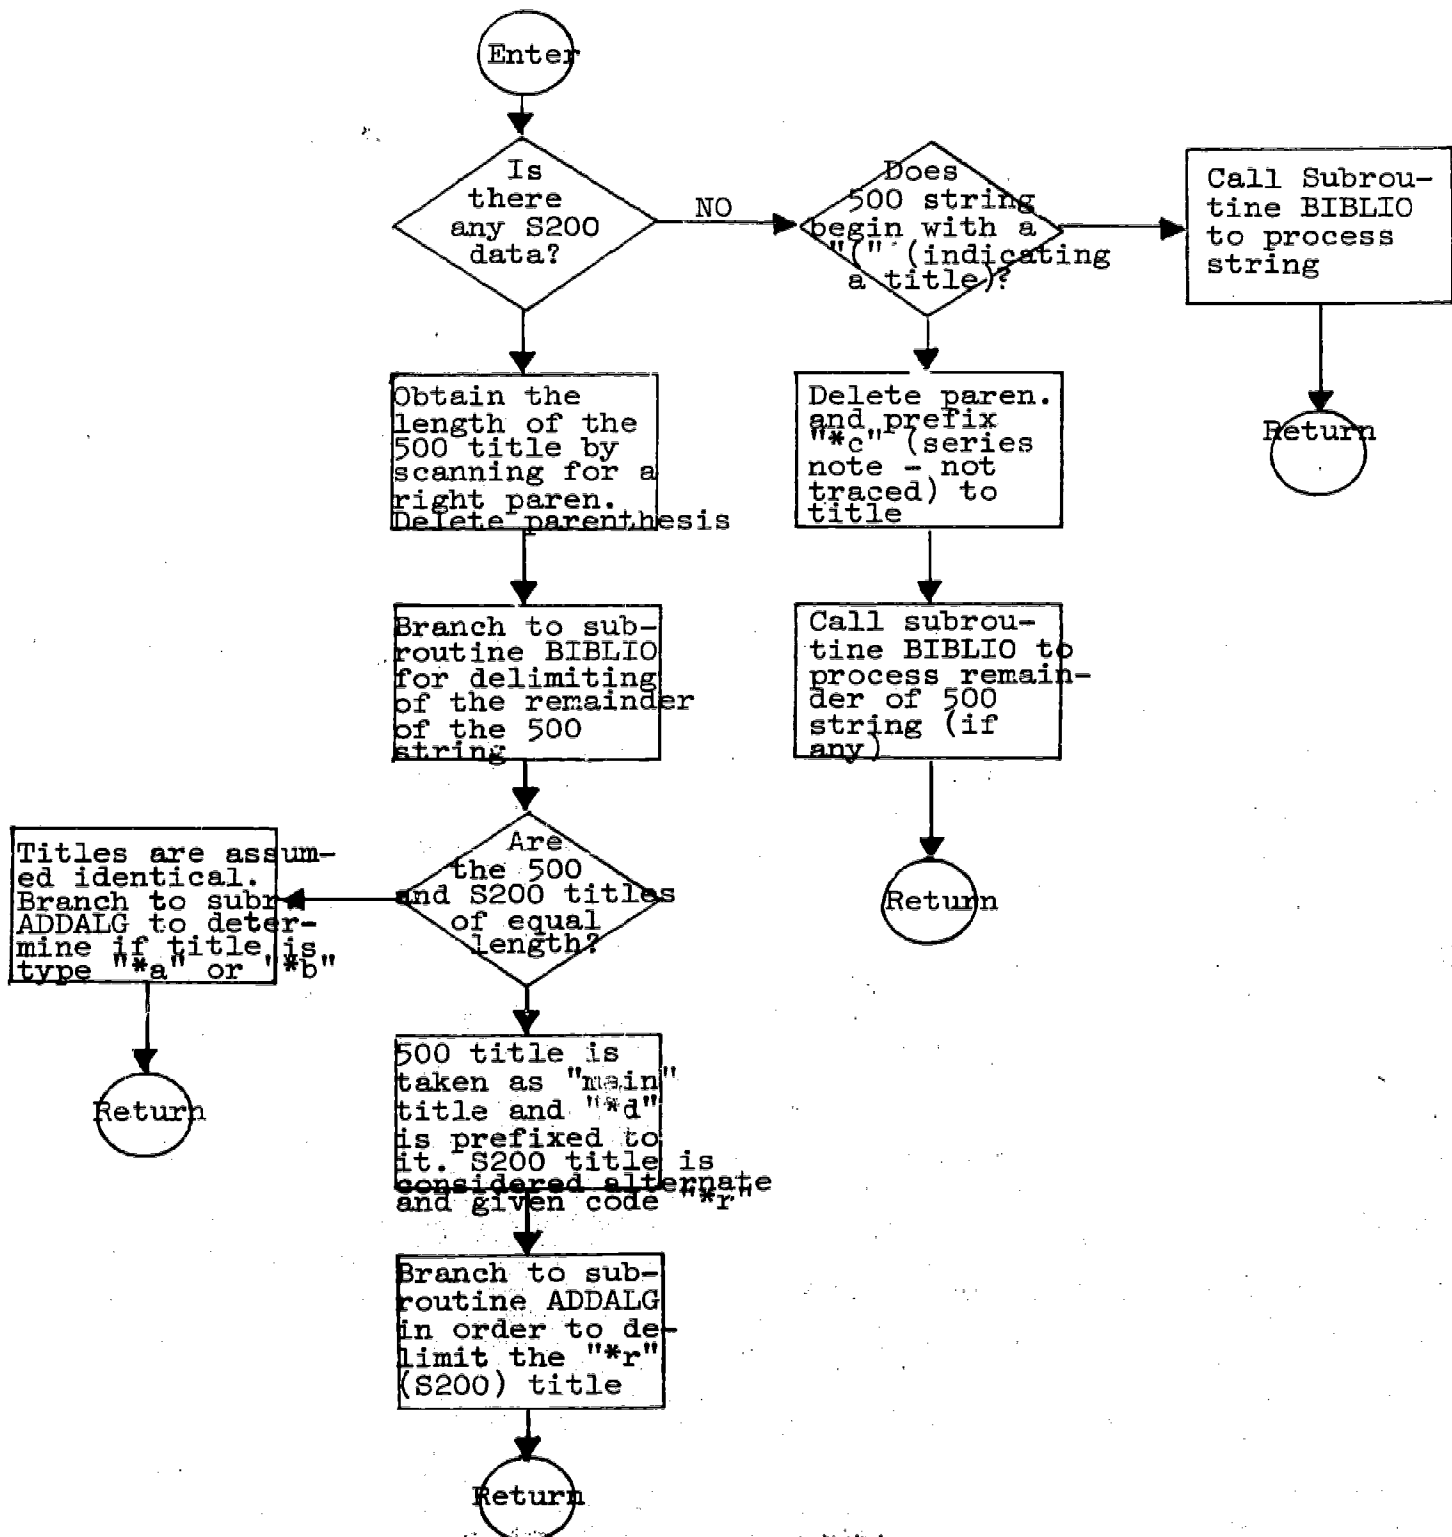 Enter
Is
there
any S200
data?
NO
Does
500 string
begin with a
"(" (indicating
a title)?
Call Subrou-
tine BIBLIO
to process
string
Return
Obtain the
length of the
500 title by
scanning for a
right paren.
Delete parenthesis
Delete paren.
and prefix
"*c" (series
note - not
traced) to
title
Branch to sub-
routine BIBLIO
for delimiting
of the remainder
of the 500
string
Call subrou-
tine BIBLIO to
process remain-
der of 500
string (if
any)
Return
Are
the 500
and S200 titles
of equal
length?
Titles are assum-
ed identical.
Branch to subr.
ADDALG to deter-
mine if title is
type "*a" or "*b"
Return
500 title is
taken as "main"
title and "*d"
is prefixed to
it. S200 title is
considered alternate
and given code "*r"
Branch to sub-
routine ADDALG
in order to de-
limit the "*r"
(S200) title
Return